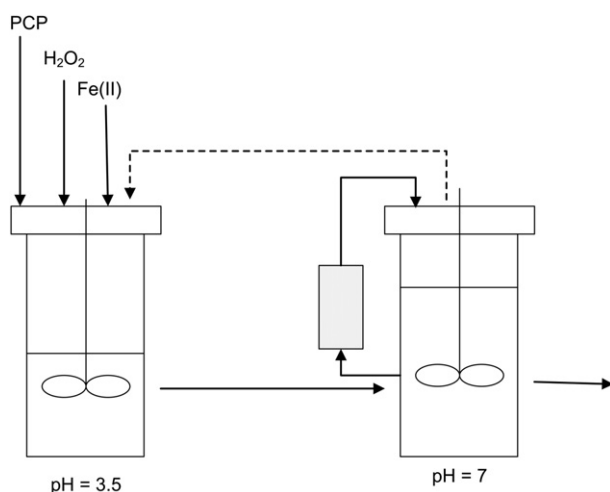 PCP
H₂O₂
Fe(II)
pH = 3.5
pH = 7